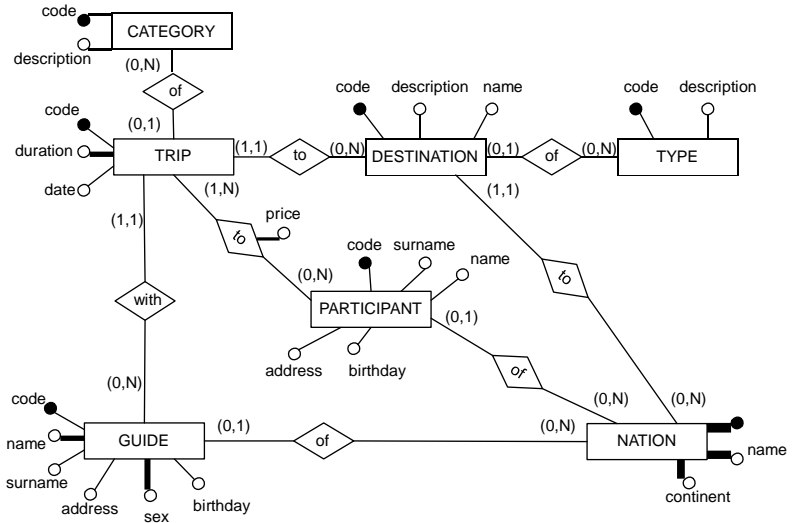 code
CATEGORY
description
(0,N)
of
(0,1)
code
duration
date
TRIP
(1,1)
to
(0,N)
code
description
name
DESTINATION
(0,1)
of
(0,N)
code
description
TYPE
(1,1)
(1,N)
(1,1)
to
price
(0,N)
to
code
surname
name
PARTICIPANT
(0,1)
address
birthday
with
of
(0,N)
(0,N)
(0,N)
code
name
surname
GUIDE
(0,1)
of
(0,N)
NATION
name
continent
address
sex
birthday